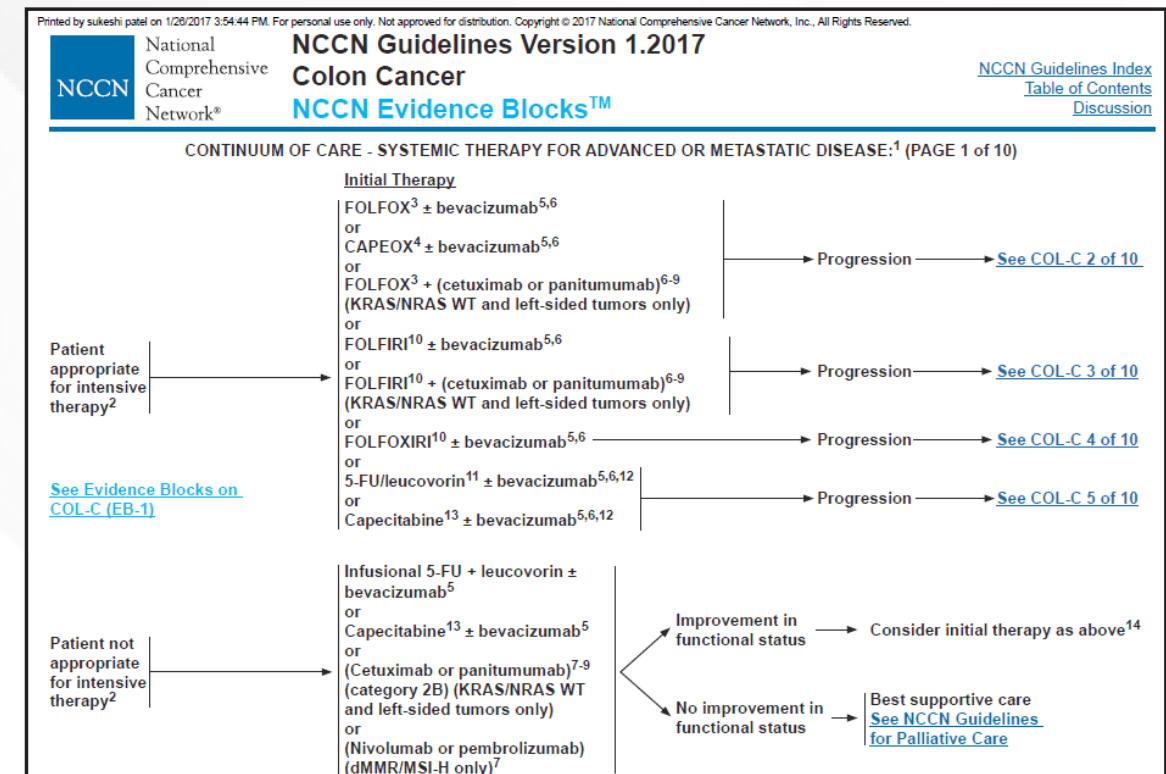 Printed by sukeshi patel on 1/26/2017 3:54:44 PM. For personal use only. Not approved for distribution. Copyright © 2017 National Comprehensive Cancer Network, Inc., All Rights Reserved.
NCCN
National
Comprehensive
Cancer
Network®
NCCN Guidelines Version 1.2017
Colon Cancer
NCCN Evidence Blocks™
NCCN Guidelines Index
Table of Contents
Discussion
CONTINUUM OF CARE - SYSTEMIC THERAPY FOR ADVANCED OR METASTATIC DISEASE:1 (PAGE 1 of 10)
Patient
appropriate
for intensive
therapy2
See Evidence Blocks on
COL-C (EB-1)
Initial Therapy
FOLFOX3 ± bevacizumab5,6
or
CAPEOX4 ± bevacizumab5,6
or
FOLFOX3 + (cetuximab or panitumumab)6-9
(KRAS/NRAS WT and left-sided tumors only)
or
FOLFIRI10 ± bevacizumab5,6
or
FOLFIRI10 + (cetuximab or panitumumab)6-9
(KRAS/NRAS WT and left-sided tumors only)
or
FOLFOXIRI10 ± bevacizumab5,6
or
5-FU/leucovorin11 ± bevacizumab5,6,12
or
Capecitabine13 ± bevacizumab5,6,12
Progression
See COL-C 2 of 10
Progression
See COL-C 3 of 10
Progression
See COL-C 4 of 10
Progression
See COL-C 5 of 10
Patient not
appropriate
for intensive
therapy2
Infusional 5-FU + leucovorin ±
bevacizumab5
or
Capecitabine13 ± bevacizumab5
or
(Cetuximab or panitumumab)7-9
(category 2B) (KRAS/NRAS WT
and left-sided tumors only)
or
(Nivolumab or pembrolizumab)
(dMMR/MSI-H only)7
Improvement in
functional status
Consider initial therapy as above14
No improvement in
functional status
Best supportive care
See NCCN Guidelines
for Palliative Care